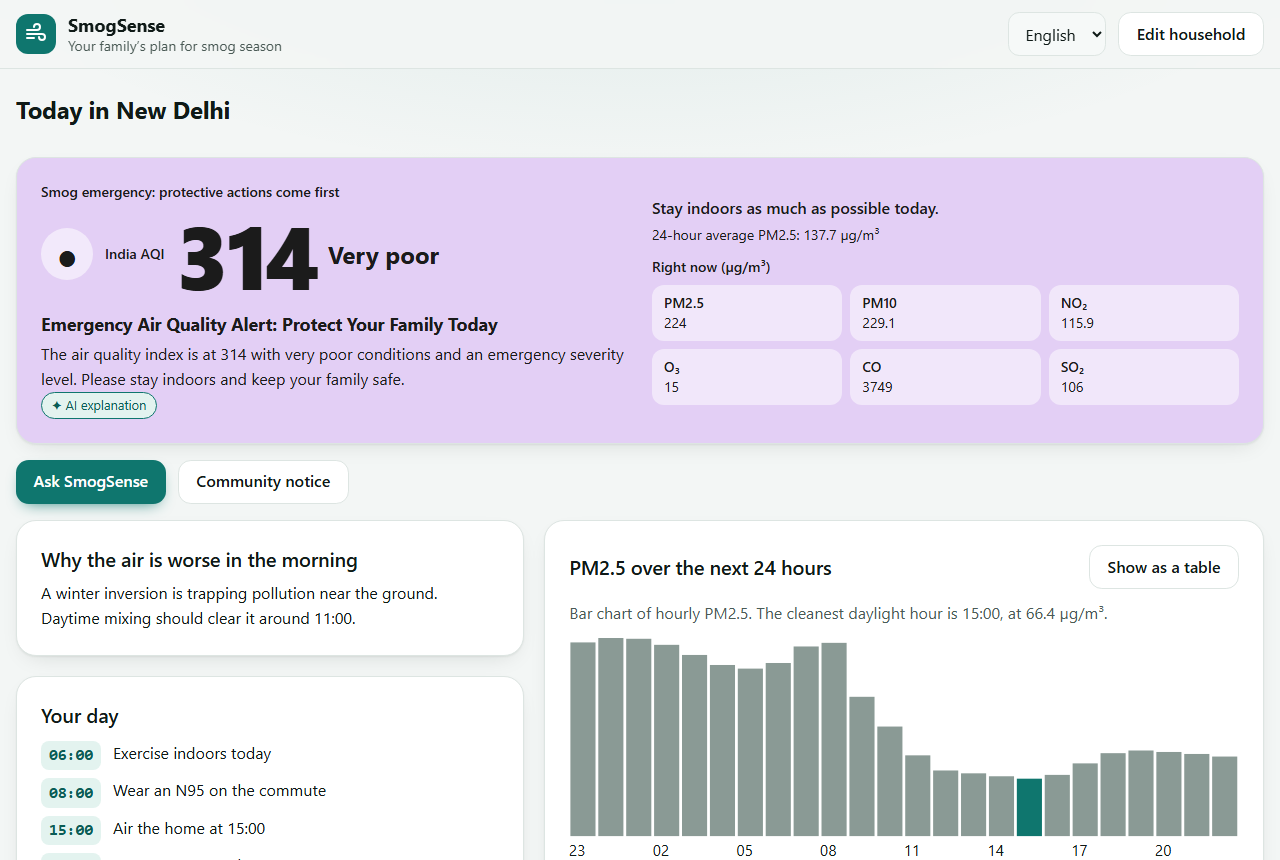 SmogSense
Your family's plan for smog season
English
Edit household
Today in New Delhi
Smog emergency: protective actions come first
India AQI
314
Very poor
Emergency Air Quality Alert: Protect Your Family Today
The air quality index is at 314 with very poor conditions and an emergency severity
level. Please stay indoors and keep your family safe.
✦ AI explanation
Stay indoors as much as possible today.
24-hour average PM2.5: 137.7 µg/m³
Right now (µg/m³)
PM2.5
224
PM10
229.1
NO₂
115.9
O₃
15
CO
3749
SO₂
106
Ask SmogSense
Community notice
Why the air is worse in the morning
A winter inversion is trapping pollution near the ground.
Daytime mixing should clear it around 11:00.
Your day
06:00 Exercise indoors today
08:00 Wear an N95 on the commute
15:00 Air the home at 15:00
PM2.5 over the next 24 hours
Show as a table
Bar chart of hourly PM2.5. The cleanest daylight hour is 15:00, at 66.4 µg/m³.
23 02 05 08 11 14 17 20